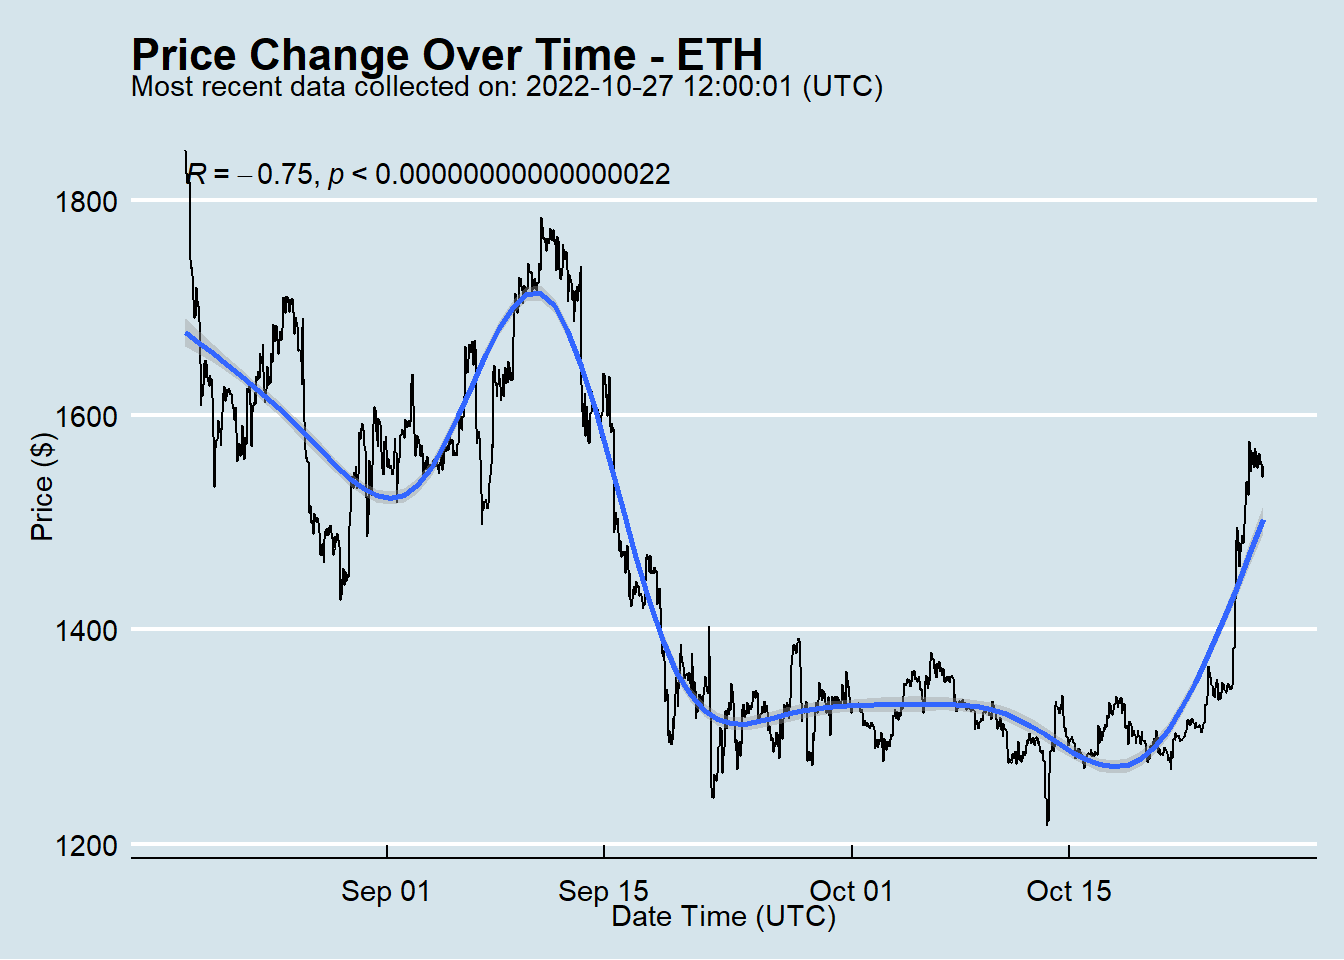 Price Change Over Time - ETH
Most recent data collected on: 2022-10-27 12:00:01 (UTC)
R = −0.75, p < 0.00000000000000022
1800
1600
1400
1200
Price ($)
Sep 01 Sep 15 Oct 01 Oct 15
Date Time (UTC)